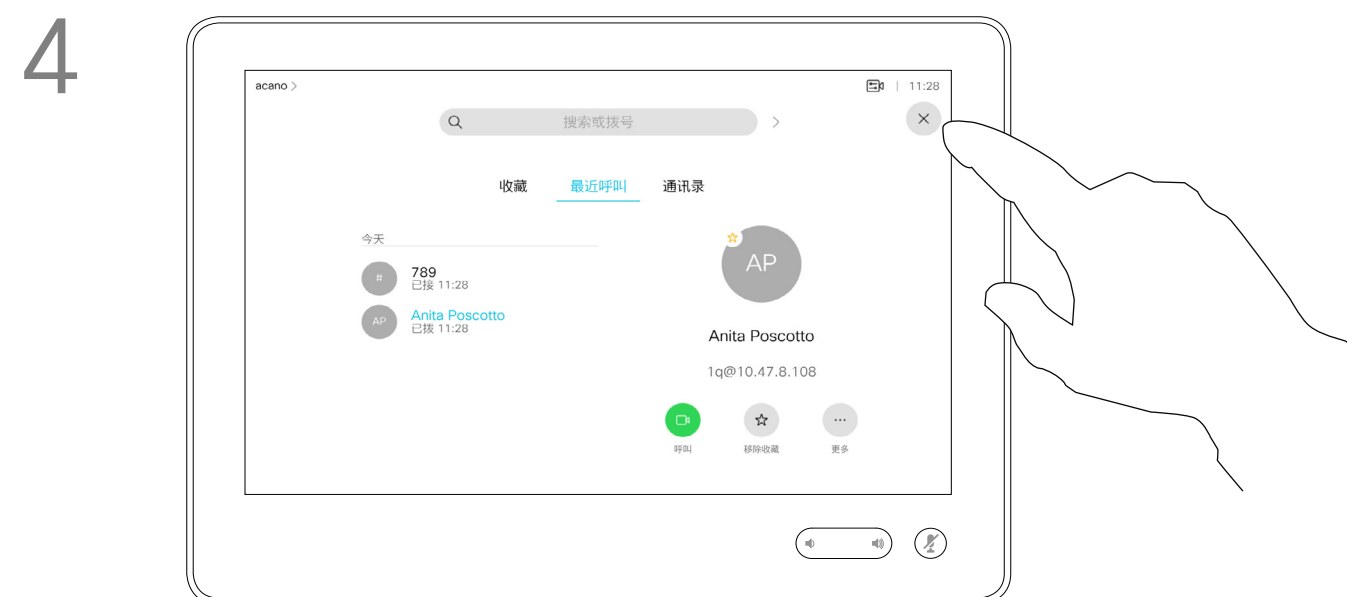 4
acano
11:28
搜索或拨号
收藏 最近呼叫 通讯录
今天
# 789
已接 11:28
AP Anita Poscotto
已拨 11:28
AP
Anita Poscotto
1q@10.47.8.108
呼叫 移除收藏 更多